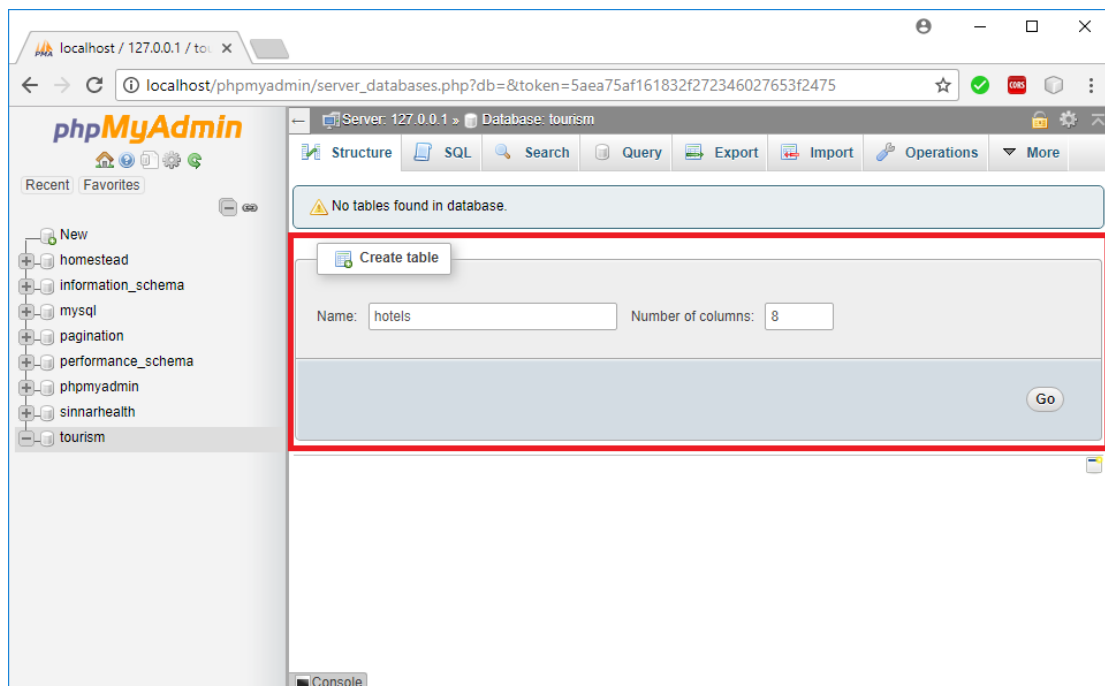 localhost / 127.0.0.1 / tou
localhost/phpmyadmin/server_databases.php?db=&token=5aea75af161832f272346027653f2475
CORS
phpMyAdmin
Recent Favorites
New
homestead
information_schema
mysql
pagination
performance_schema
phpmyadmin
sinnarhealth
tourism
Server: 127.0.0.1 » Database: tourism
Structure SQL Search Query Export Import Operations More
No tables found in database.
Create table
Name: hotels Number of columns: 8
Go
Console